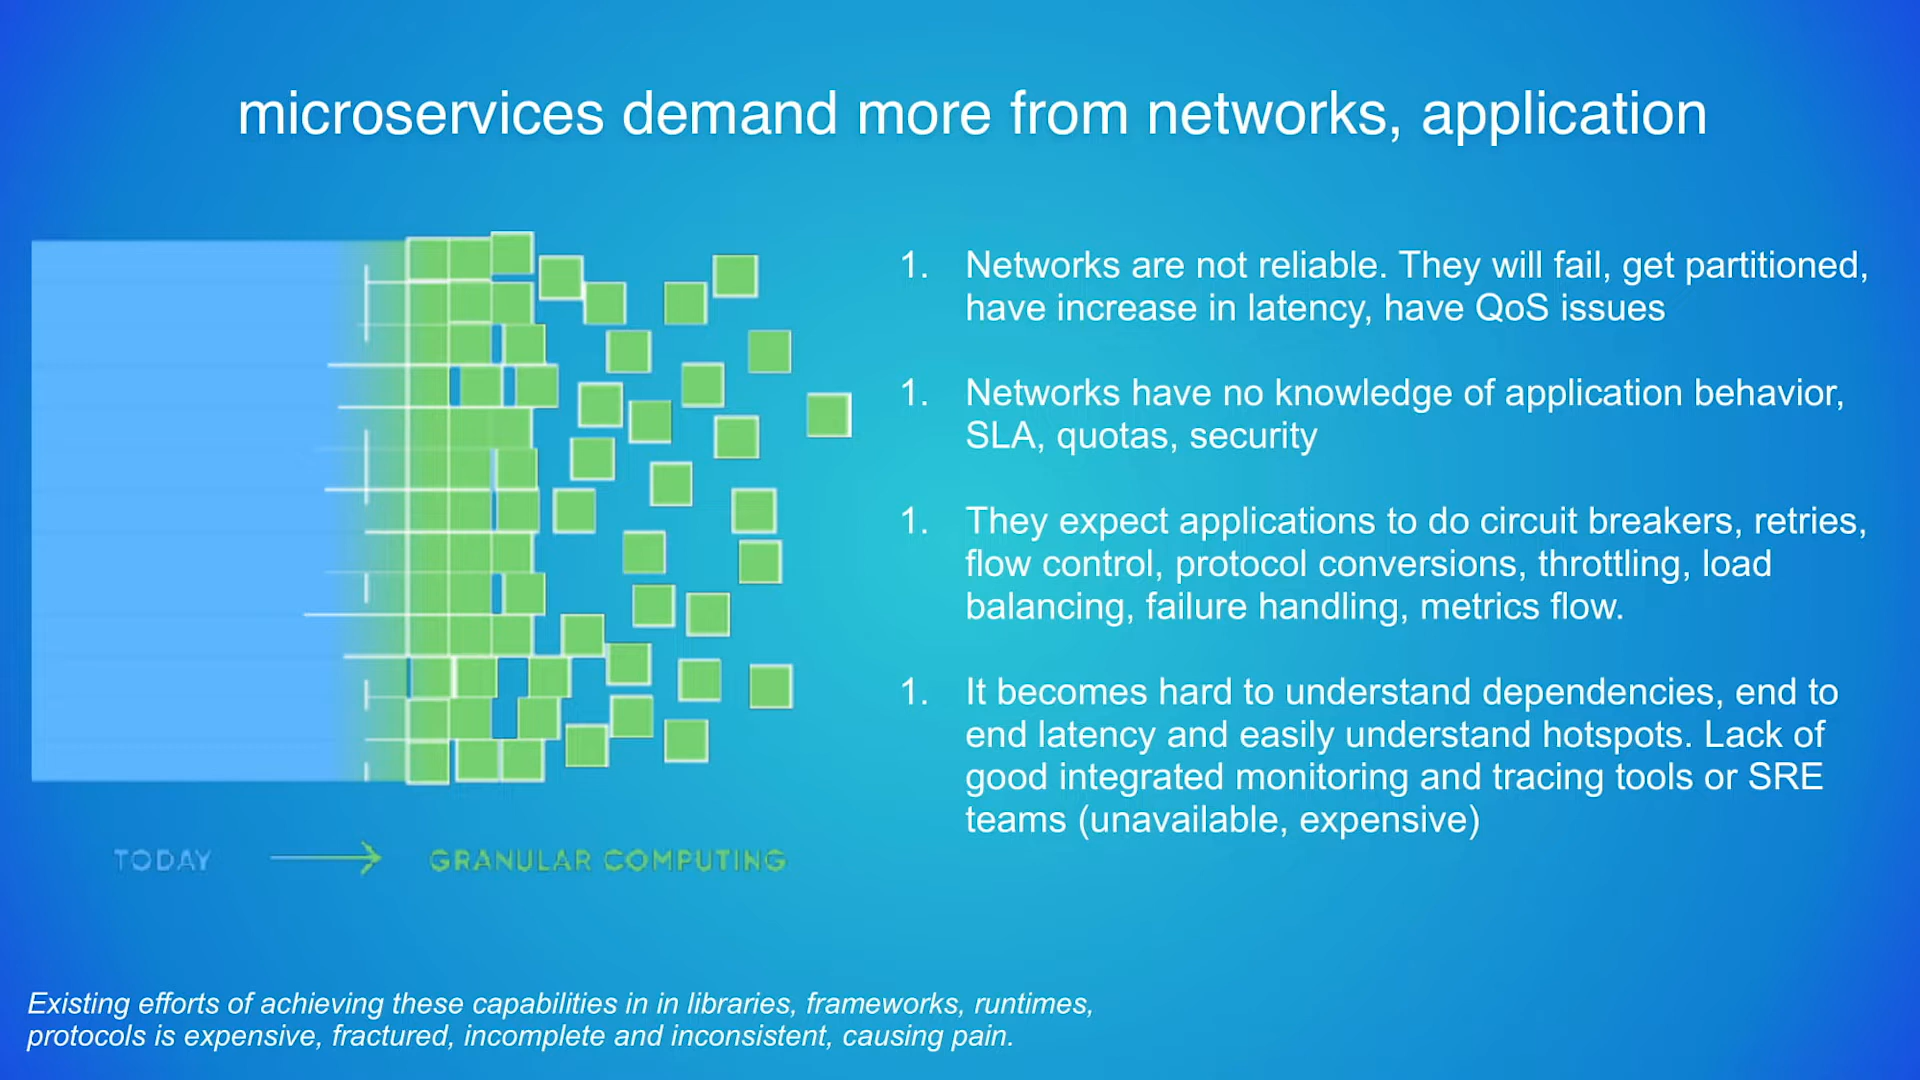 microservices demand more from networks, application
1. Networks are not reliable. They will fail, get partitioned,
have increase in latency, have QoS issues
1. Networks have no knowledge of application behavior,
SLA, quotas, security
1. They expect applications to do circuit breakers, retries,
flow control, protocol conversions, throttling, load
balancing, failure handling, metrics flow.
1. It becomes hard to understand dependencies, end to
end latency and easily understand hotspots. Lack of
good integrated monitoring and tracing tools or SRE
teams (unavailable, expensive)
TODAY
GRANULAR COMPUTING
Existing efforts of achieving these capabilities in in libraries, frameworks, runtimes,
protocols is expensive, fractured, incomplete and inconsistent, causing pain.